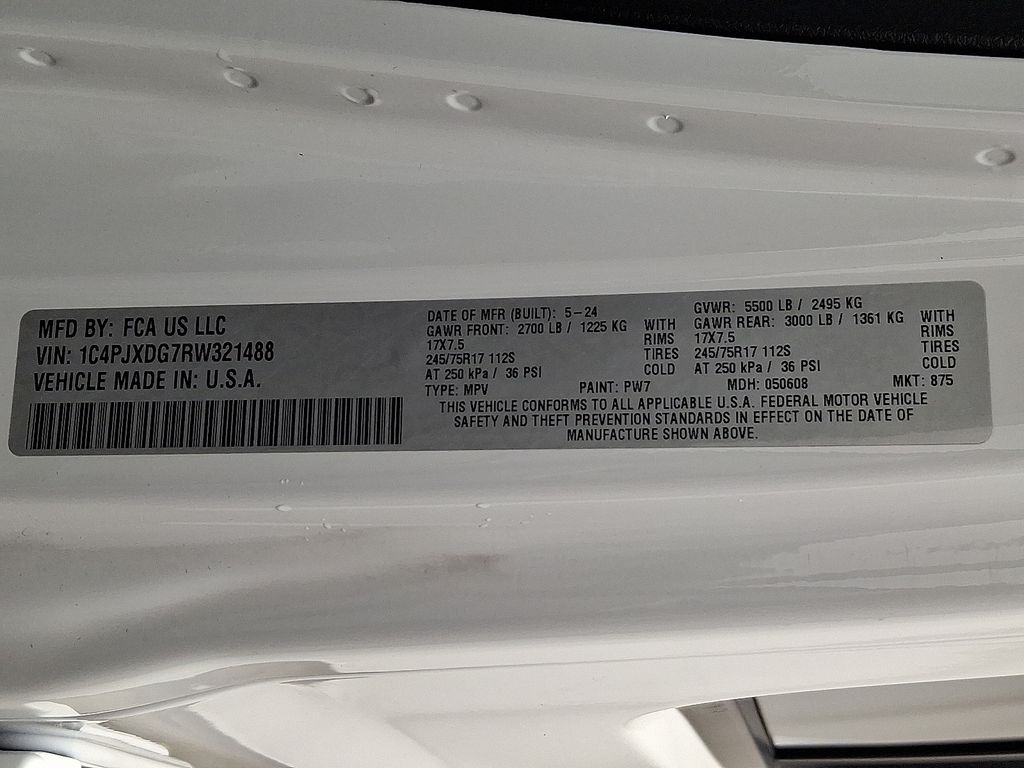 MFD BY: FCA US LLC
VIN: 1C4PJXDG7RW321488
VEHICLE MADE IN: U.S.A.
DATE OF MFR (BUILT): 5-24
GAWR FRONT: 2700 LB / 1225 KG WITH
17X7.5 RIMS
245/75R17 112S TIRES
AT 250 kPa / 36 PSI COLD
GVWR: 5500 LB / 2495 KG
GAWR REAR: 3000 LB / 1361 KG WITH
17X7.5 RIMS
245/75R17 112S TIRES
AT 250 kPa / 36 PSI COLD
TYPE: MPV PAINT: PW7 MDH: 050608 MKT: 875
THIS VEHICLE CONFORMS TO ALL APPLICABLE U.S.A. FEDERAL MOTOR VEHICLE
SAFETY AND THEFT PREVENTION STANDARDS IN EFFECT ON THE DATE OF
MANUFACTURE SHOWN ABOVE.